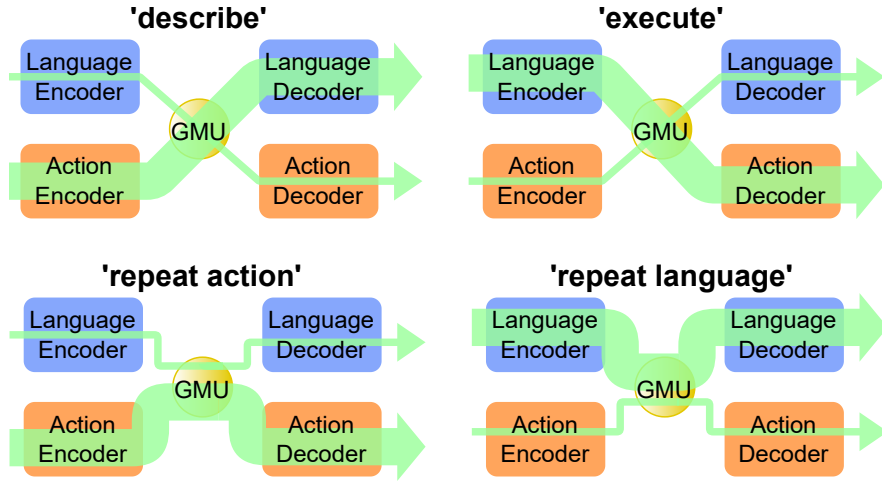 'describe'
Language
Encoder
Language
Decoder
GMU
Action
Encoder
Action
Decoder
'execute'
Language
Encoder
Language
Decoder
GMU
Action
Encoder
Action
Decoder
'repeat action'
Language
Encoder
Language
Decoder
GMU
Action
Encoder
Action
Decoder
'repeat language'
Language
Encoder
Language
Decoder
GMU
Action
Encoder
Action
Decoder